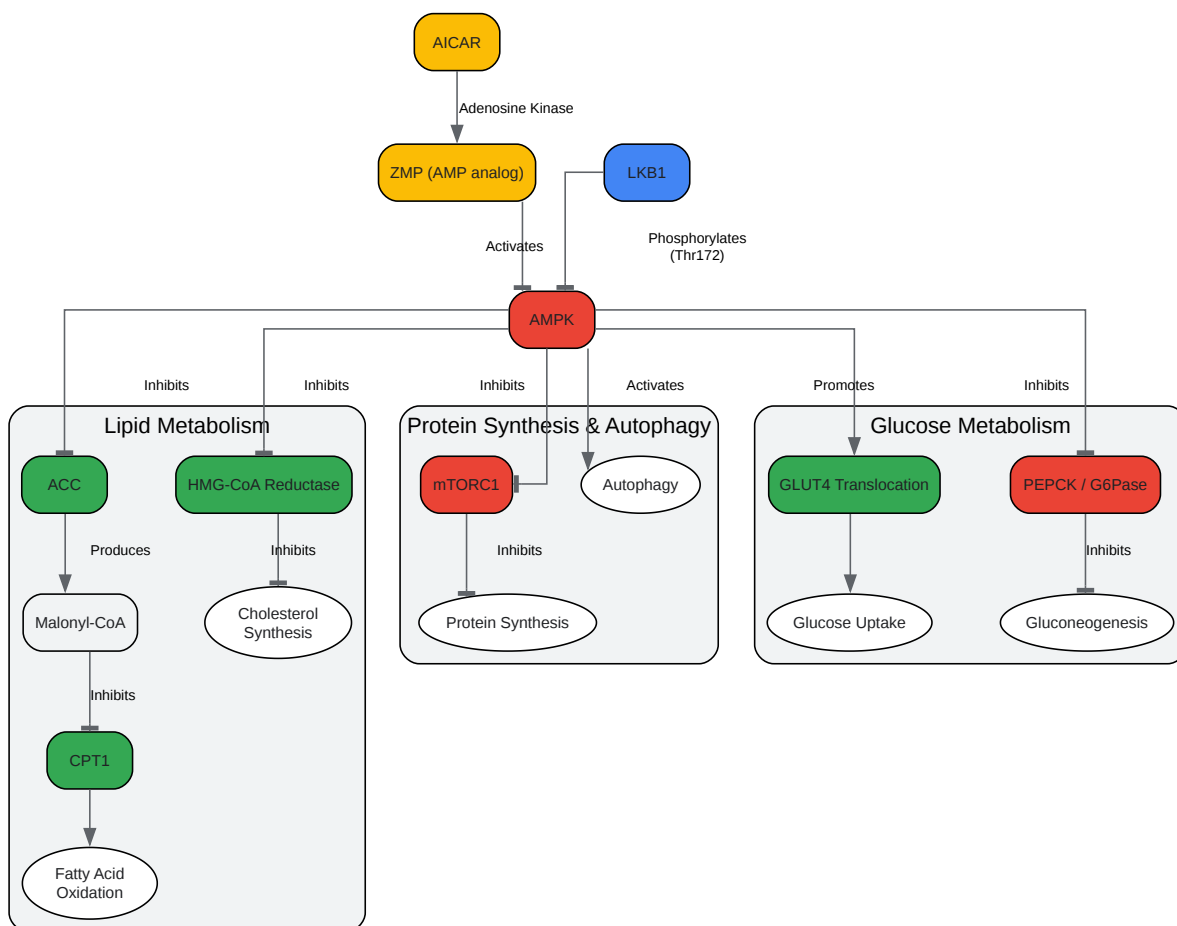 AICAR
Adenosine Kinase
ZMP (AMP analog)
LKB1
Activates
Phosphorylates
(Thr172)
AMPK
Inhibits
Inhibits
Inhibits
Activates
Promotes
Inhibits
Lipid Metabolism
Protein Synthesis & Autophagy
Glucose Metabolism
ACC
HMG-CoA Reductase
mTORC1
Autophagy
GLUT4 Translocation
PEPCK / G6Pase
Produces
Inhibits
Inhibits
Inhibits
Malonyl-CoA
Cholesterol
Synthesis
Protein Synthesis
Glucose Uptake
Gluconeogenesis
Inhibits
CPT1
Fatty Acid
Oxidation